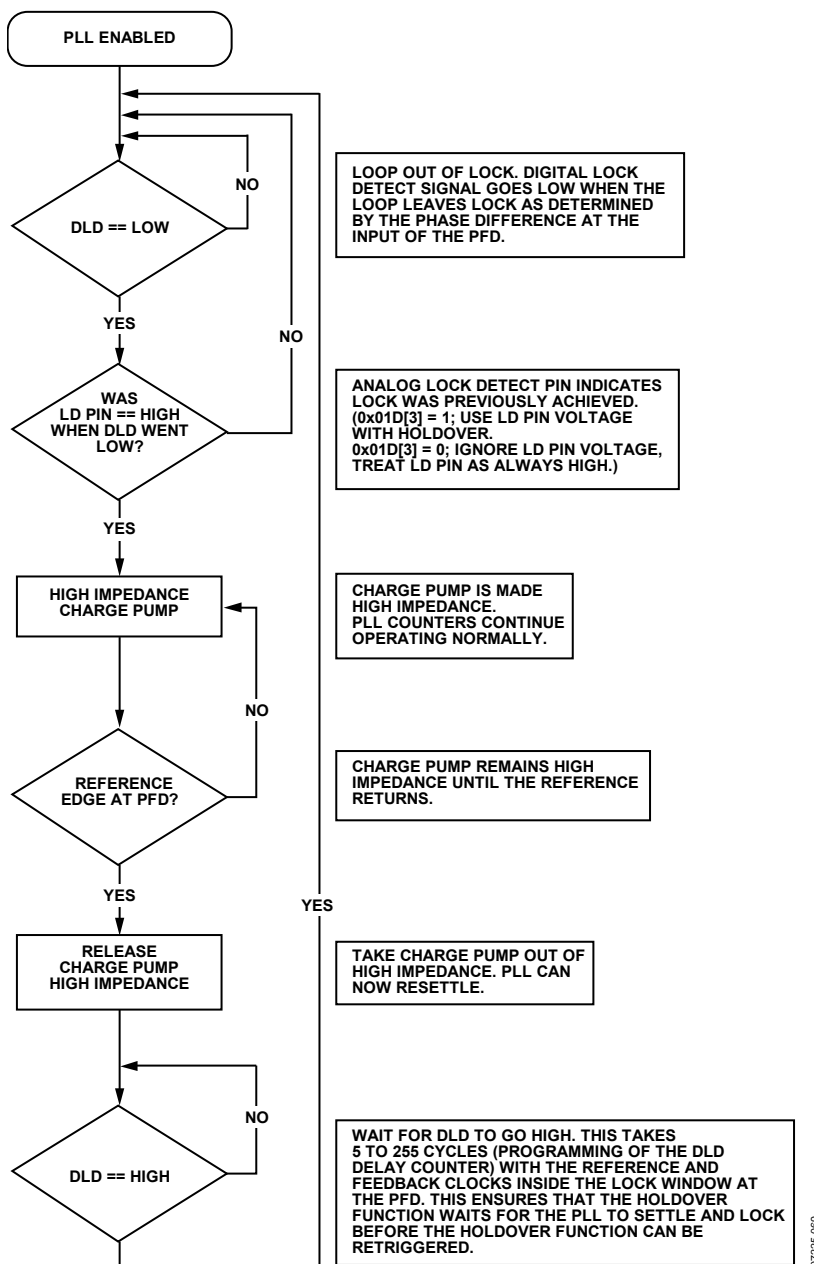 PLL ENABLED
NO
DLD == LOW
LOOP OUT OF LOCK. DIGITAL LOCK
DETECT SIGNAL GOES LOW WHEN THE
LOOP LEAVES LOCK AS DETERMINED
BY THE PHASE DIFFERENCE AT THE
INPUT OF THE PFD.
YES
NO
WAS
LD PIN == HIGH
WHEN DLD WENT
LOW?
ANALOG LOCK DETECT PIN INDICATES
LOCK WAS PREVIOUSLY ACHIEVED.
(0x01D[3] = 1; USE LD PIN VOLTAGE
WITH HOLDOVER.
0x01D[3] = 0; IGNORE LD PIN VOLTAGE,
TREAT LD PIN AS ALWAYS HIGH.)
YES
HIGH IMPEDANCE
CHARGE PUMP
CHARGE PUMP IS MADE
HIGH IMPEDANCE.
PLL COUNTERS CONTINUE
OPERATING NORMALLY.
NO
REFERENCE
EDGE AT PFD?
CHARGE PUMP REMAINS HIGH
IMPEDANCE UNTIL THE REFERENCE
RETURNS.
YES
YES
RELEASE
CHARGE PUMP
HIGH IMPEDANCE
TAKE CHARGE PUMP OUT OF
HIGH IMPEDANCE. PLL CAN
NOW RESETTLE.
NO
DLD == HIGH
WAIT FOR DLD TO GO HIGH. THIS TAKES
5 TO 255 CYCLES (PROGRAMMING OF THE DLD
DELAY COUNTER) WITH THE REFERENCE AND
FEEDBACK CLOCKS INSIDE THE LOCK WINDOW AT
THE PFD. THIS ENSURES THAT THE HOLDOVER
FUNCTION WAITS FOR THE PLL TO SETTLE AND LOCK
BEFORE THE HOLDOVER FUNCTION CAN BE
RETRIGGERED.